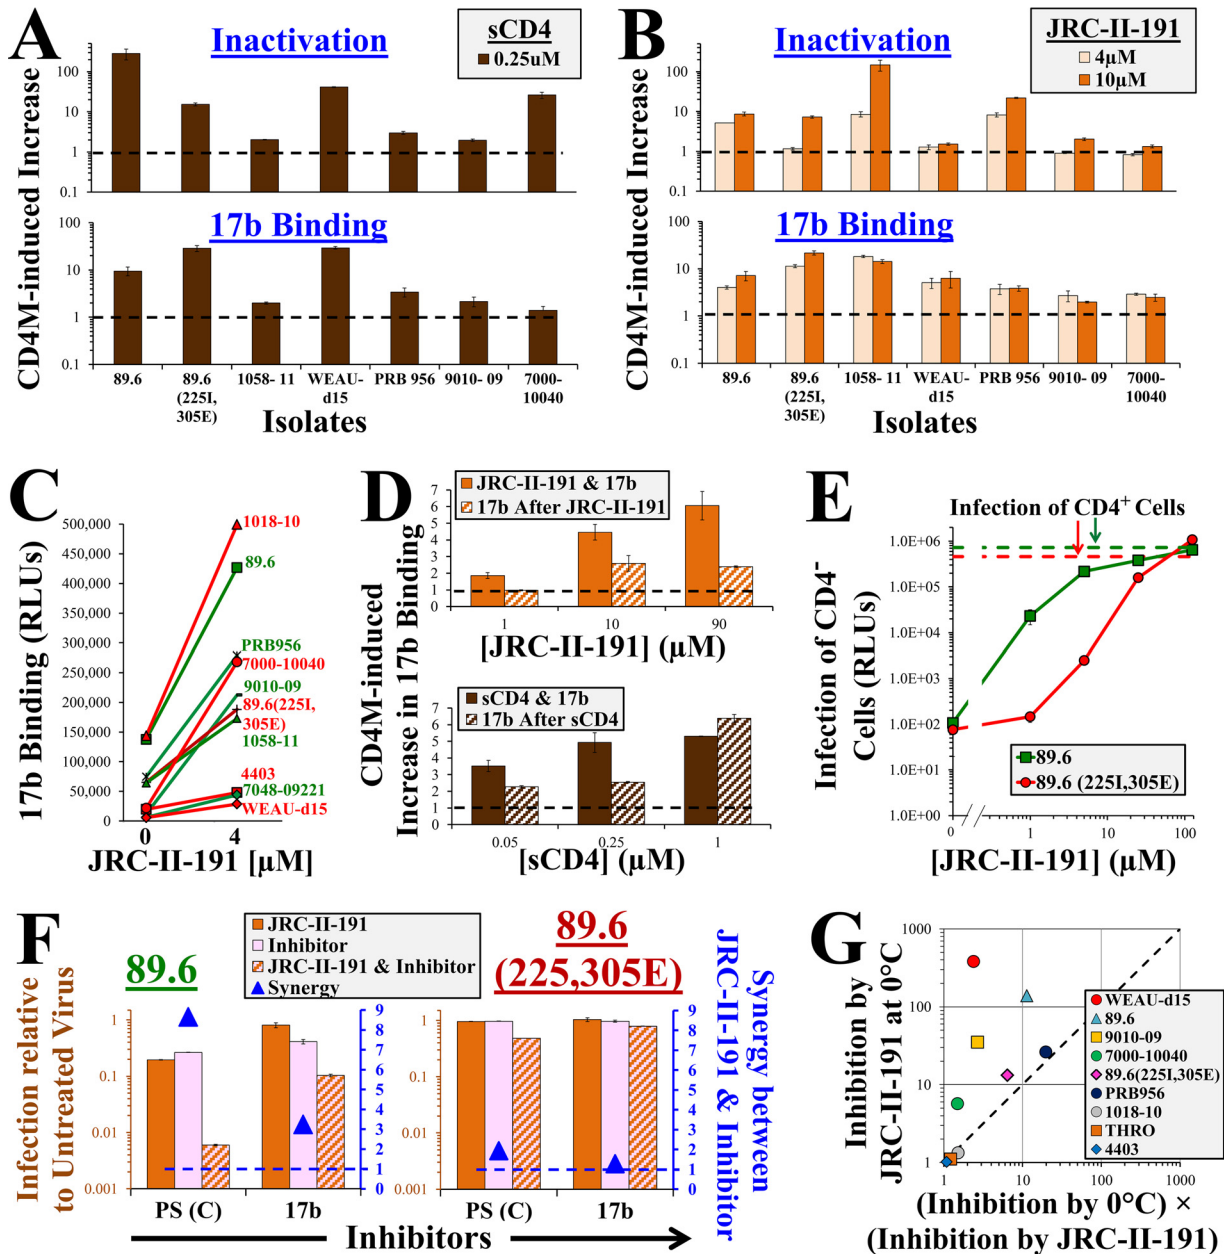 A
Inactivation
sCD4
0.25uM
CD4M-induced Increase
100
10
1
0.1
17b Binding
100
10
1
0.1
89.6
89.6
(225I,
305E)
1058- 11
WEAU-
d15
PRB 956
9010- 09
7000-
10040
Isolates
B
Inactivation
JRC-II-191
4µM
10µM
CD4M-induced Increase
100
10
1
0.1
17b Binding
100
10
1
0.1
89.6
89.6
(225I,
305E)
1058- 11
WEAU-
d15
PRB 956
9010- 09
7000-
10040
Isolates
C
17b Binding (RLUs)
500,000
450,000
400,000
350,000
300,000
250,000
200,000
150,000
100,000
50,000
0
1018-10
89.6
PRB956
7000-10040
9010-09
89.6(225I,
305E)
1058-11
4403
7048-09221
WEAU-d15
0
4
JRC-II-191 [µM]
D
CD4M-induced
Increase in 17b Binding
JRC-II-191 & 17b
17b After JRC-II-191
7
6
5
4
3
2
1
0
1
10
90
[JRC-II-191] (µM)
sCD4 & 17b
17b After sCD4
7
6
5
4
3
2
1
0
0.05
0.25
1
[sCD4] (µM)
E
Infection of CD4⁺ Cells
Infection of CD4⁻
Cells (RLUs)
1.0E+06
1.0E+05
1.0E+04
1.0E+03
1.0E+02
1.0E+01
1.0E+00
89.6
89.6 (225I,305E)
0
1
10
100
[JRC-II-191] (µM)
F
JRC-II-191
Inhibitor
JRC-II-191 & Inhibitor
Synergy
89.6
89.6
(225,305E)
Infection relative
to Untreated Virus
1
0.1
0.01
0.001
9
8
7
6
5
4
3
2
1
0
PS (C)
17b
1
0.1
0.01
0.001
9
8
7
6
5
4
3
2
1
0
PS (C)
17b
Synergy between
JRC-II-191 & Inhibitor
Inhibitors
G
Inhibition by
JRC-II-191 at 0°C
1000
100
10
1
WEAU-d15
89.6
9010-09
7000-10040
89.6(225I,305E)
PRB956
1018-10
THRO
4403
1
10
100
1000
(Inhibition by 0°C) ×
(Inhibition by JRC-II-191)